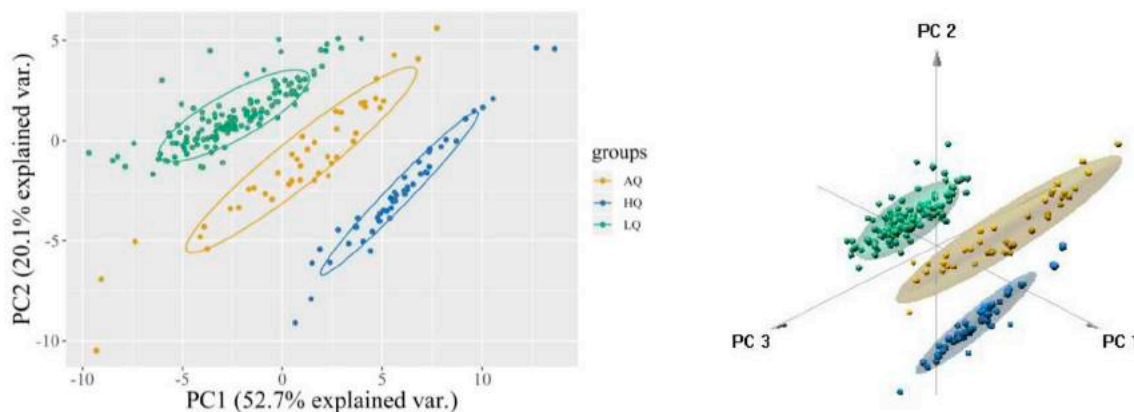 5
0
-5
-10
PC2 (20.1% explained var.)
-10
-5
0
5
10
PC1 (52.7% explained var.)
groups
AQ
HQ
LQ
PC 2
PC 3
PC 1